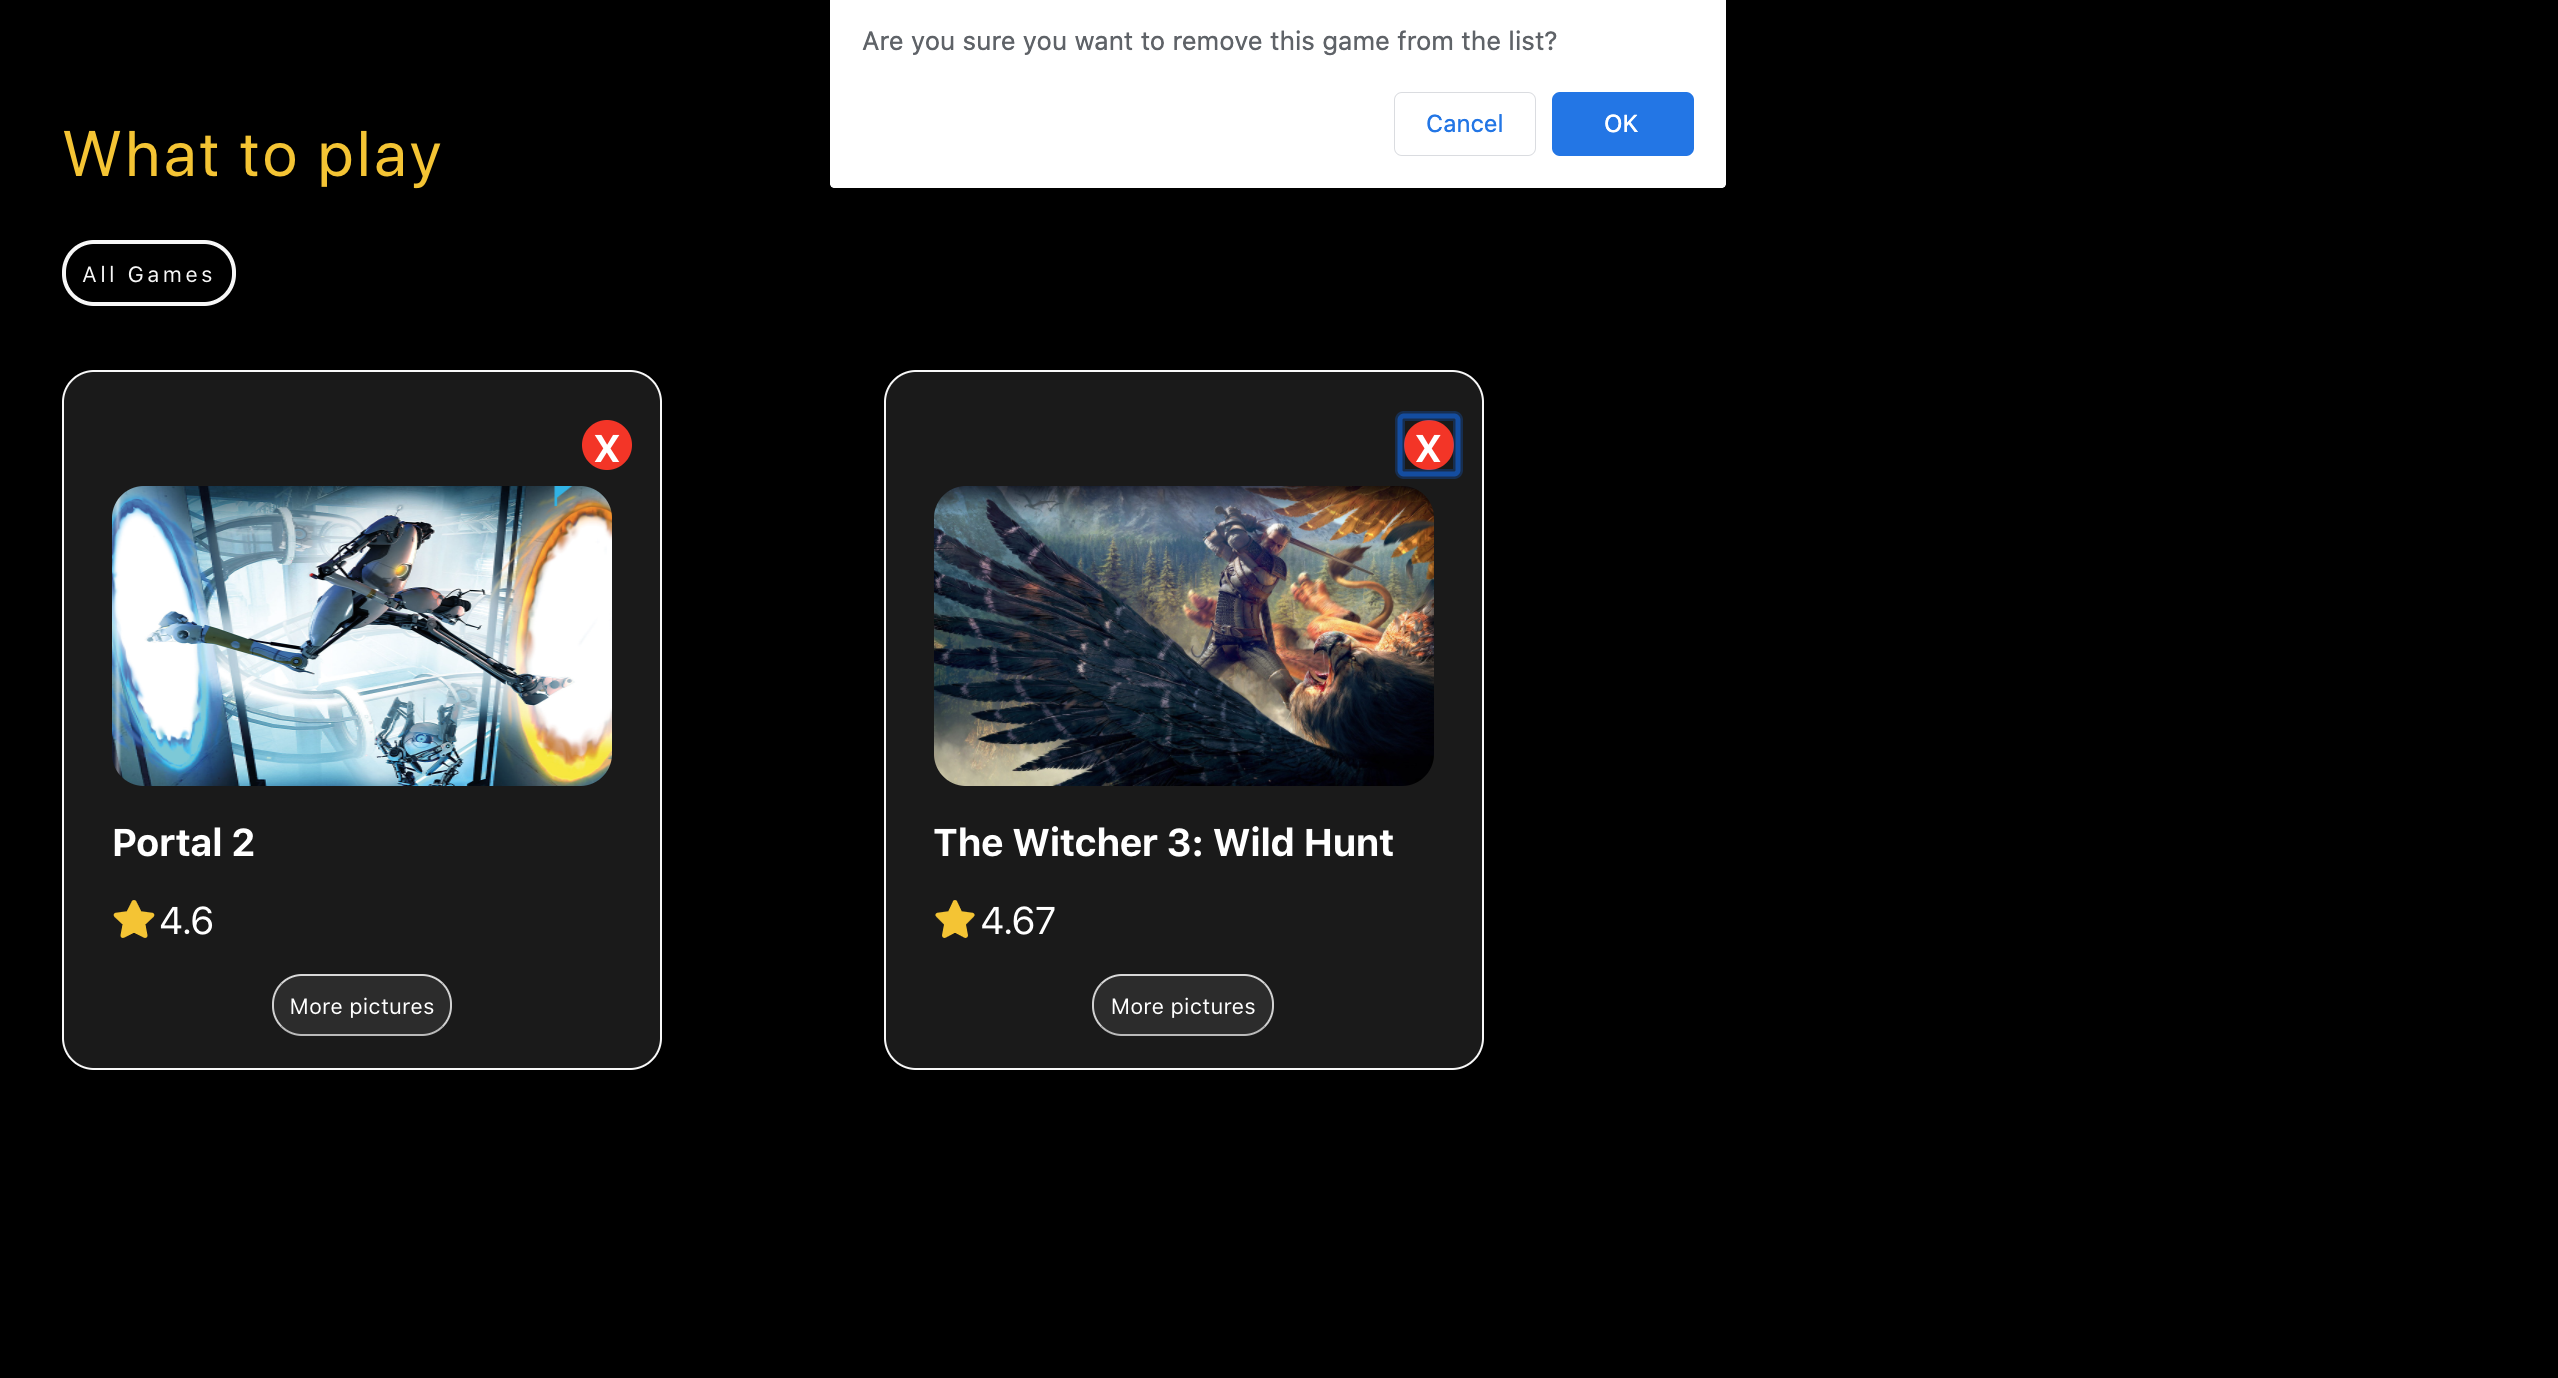 Are you sure you want to remove this game from the list?
Cancel
OK
What to play
All Games
X
X
Portal 2
The Witcher 3: Wild Hunt
4.6
4.67
More pictures
More pictures